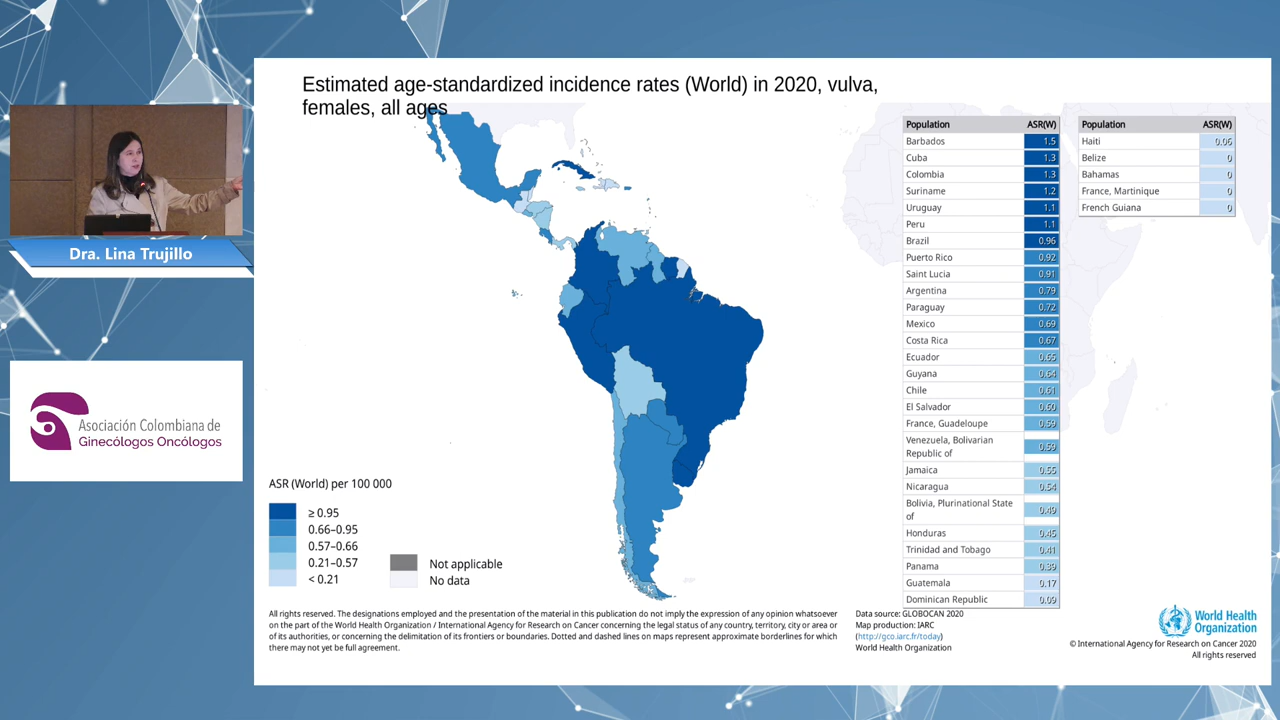 Estimated age-standardized incidence rates (World) in 2020, vulva,
females, all ages
Dra. Lina Trujillo
Asociación Colombiana de
Ginecólogos Oncólogos
Population ASR(W)
Barbados 1.5
Cuba 1.3
Colombia 1.3
Suriname 1.2
Uruguay 1.1
Peru 1.1
Brazil 0.96
Puerto Rico 0.92
Saint Lucia 0.91
Argentina 0.79
Paraguay 0.72
Mexico 0.69
Costa Rica 0.67
Ecuador 0.65
Guyana 0.64
Chile 0.61
El Salvador 0.60
France, Guadeloupe 0.59
Venezuela, Bolivarian
Republic of 0.59
Jamaica 0.55
Nicaragua 0.54
Bolivia, Plurinational State
of 0.49
Honduras 0.45
Trinidad and Tobago 0.41
Panama 0.39
Guatemala 0.17
Dominican Republic 0.09
Population ASR(W)
Haiti 0.06
Belize 0
Bahamas 0
France, Martinique 0
French Guiana 0
ASR (World) per 100 000
≥ 0.95
0.66–0.95
0.57–0.66
0.21–0.57
< 0.21
Not applicable
No data
All rights reserved. The designations employed and the presentation of the material in this publication do not imply the expression of any opinion whatsoever
on the part of the World Health Organization / International Agency for Research on Cancer concerning the legal status of any country, territory, city or area or
of its authorities, or concerning the delimitation of its frontiers or boundaries. Dotted and dashed lines on maps represent approximate borderlines for which
there may not yet be full agreement.
Data source: GLOBOCAN 2020
Map production: IARC
(http://gco.iarc.fr/today)
World Health Organization
World Health
Organization
© International Agency for Research on Cancer 2020
All rights reserved